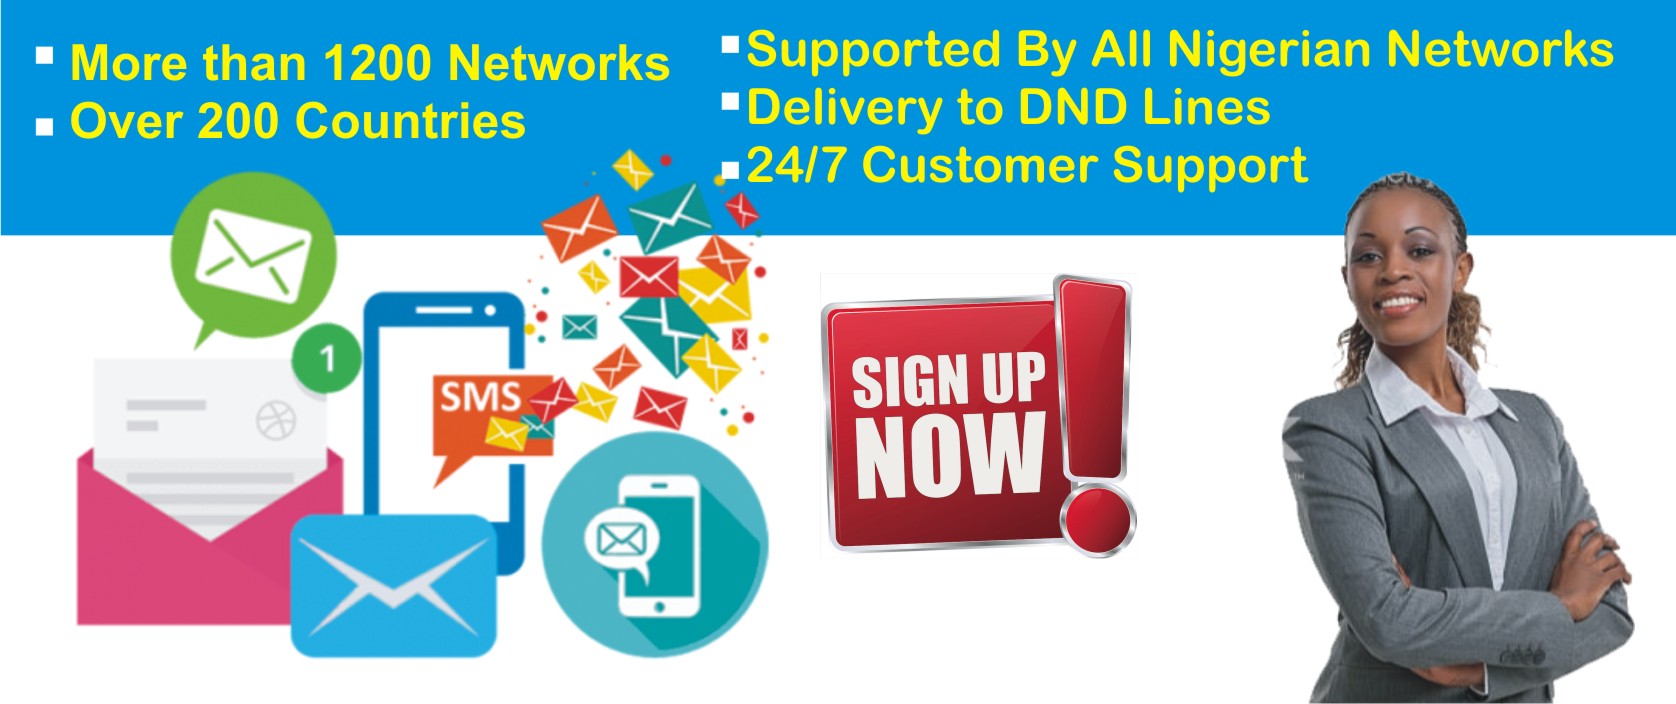 More than 1200 Networks
Over 200 Countries
Supported By All Nigerian Networks
Delivery to DND Lines
24/7 Customer Support
1
SMS
SIGN UP
NOW